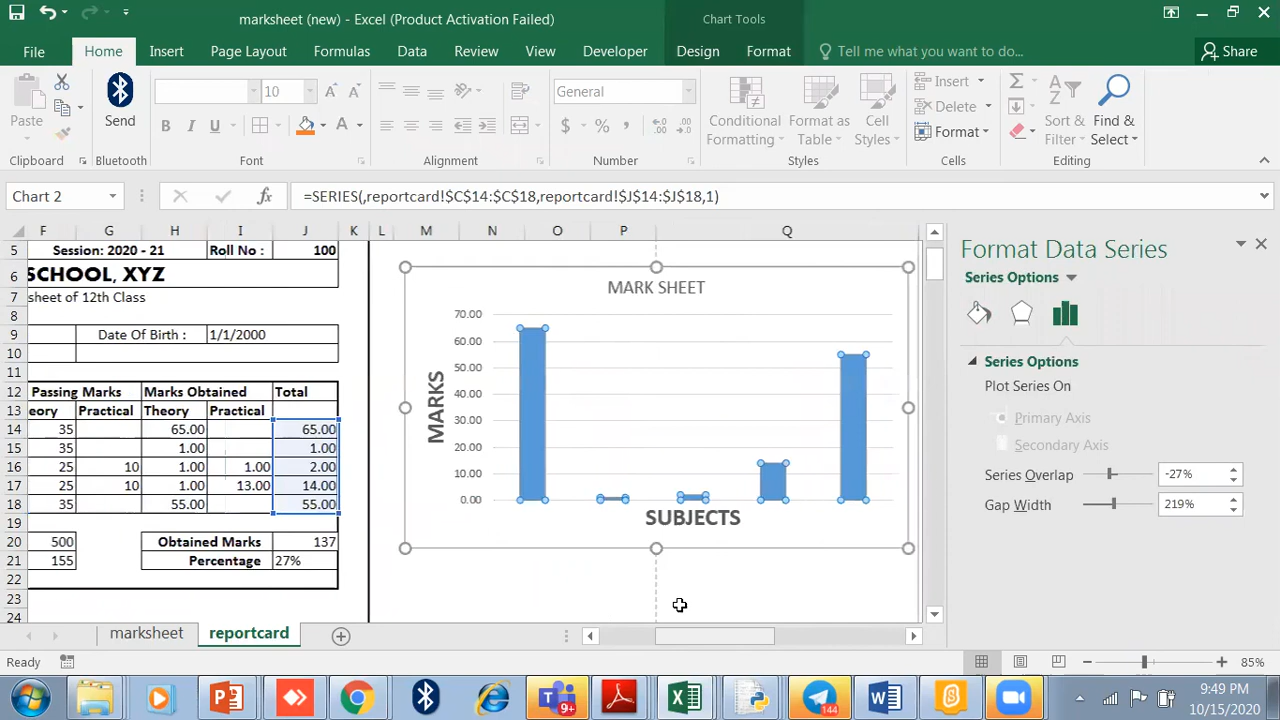 marksheet (new) - Excel (Product Activation Failed)
Chart Tools
File Home Insert Page Layout Formulas Data Review View Developer Design Format Tell me what you want to do... Share
Paste
Send
10
B I U
General
Conditional Formatting
Format as Table
Cell Styles
Insert
Delete
Format
Sort & Filter
Find & Select
Clipboard Bluetooth Font Alignment Number Styles Cells Editing
Chart 2 fx =SERIES(,reportcard!$C$14:$C$18,reportcard!$J$14:$J$18,1)
F G H I J K L M N O P Q
5 Session: 2020 - 21 Roll No : 100
6 SCHOOL, XYZ
7 sheet of 12th Class
8
9 Date Of Birth : 1/1/2000
10
11
12 Passing Marks Marks Obtained Total
13 eory Practical Theory Practical
14 35 65.00 65.00
15 35 1.00 1.00
16 25 10 1.00 1.00 2.00
17 25 10 1.00 13.00 14.00
18 35 55.00 55.00
19
20 500 Obtained Marks 137
21 155 Percentage 27%
22
23
24
MARK SHEET
MARKS
70.00
60.00
50.00
40.00
30.00
20.00
10.00
0.00
SUBJECTS
Format Data Series
Series Options
Series Options
Plot Series On
Primary Axis
Secondary Axis
Series Overlap -27%
Gap Width 219%
marksheet reportcard
Ready 85%
9+
144
9:49 PM
10/15/2020